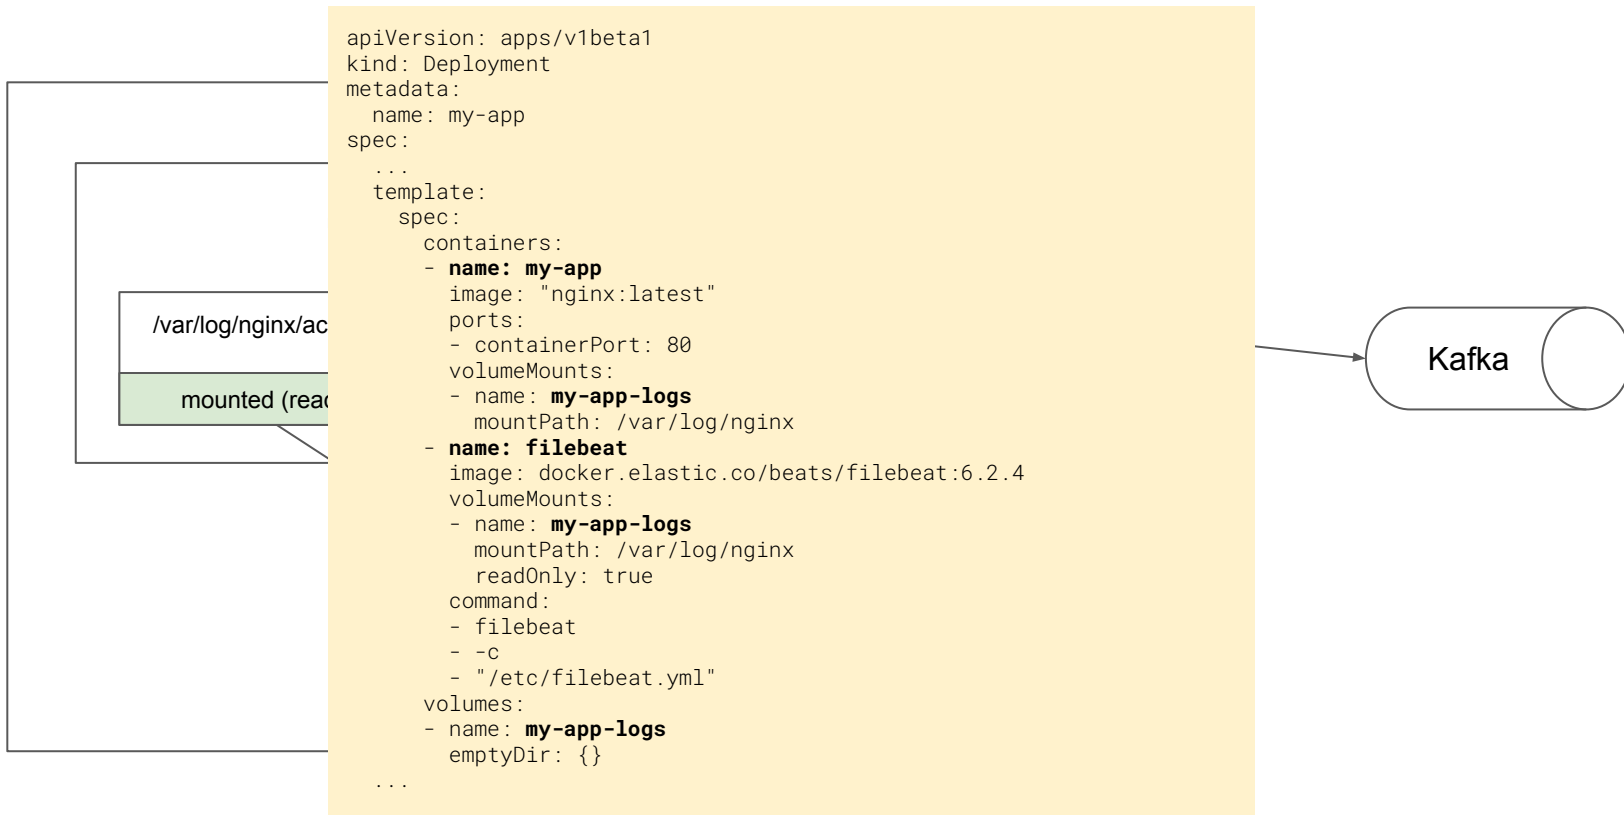 apiVersion: apps/v1beta1
kind: Deployment
metadata:
  name: my-app
spec:
  ...
  template:
    spec:
      containers:
      - name: my-app
        image: "nginx:latest"
        ports:
        - containerPort: 80
        volumeMounts:
        - name: my-app-logs
          mountPath: /var/log/nginx
      - name: filebeat
        image: docker.elastic.co/beats/filebeat:6.2.4
        volumeMounts:
        - name: my-app-logs
          mountPath: /var/log/nginx
          readOnly: true
        command:
        - filebeat
        - -c
        - "/etc/filebeat.yml"
      volumes:
      - name: my-app-logs
        emptyDir: {}
  ...
/var/log/nginx/ac
mounted (read
Kafka